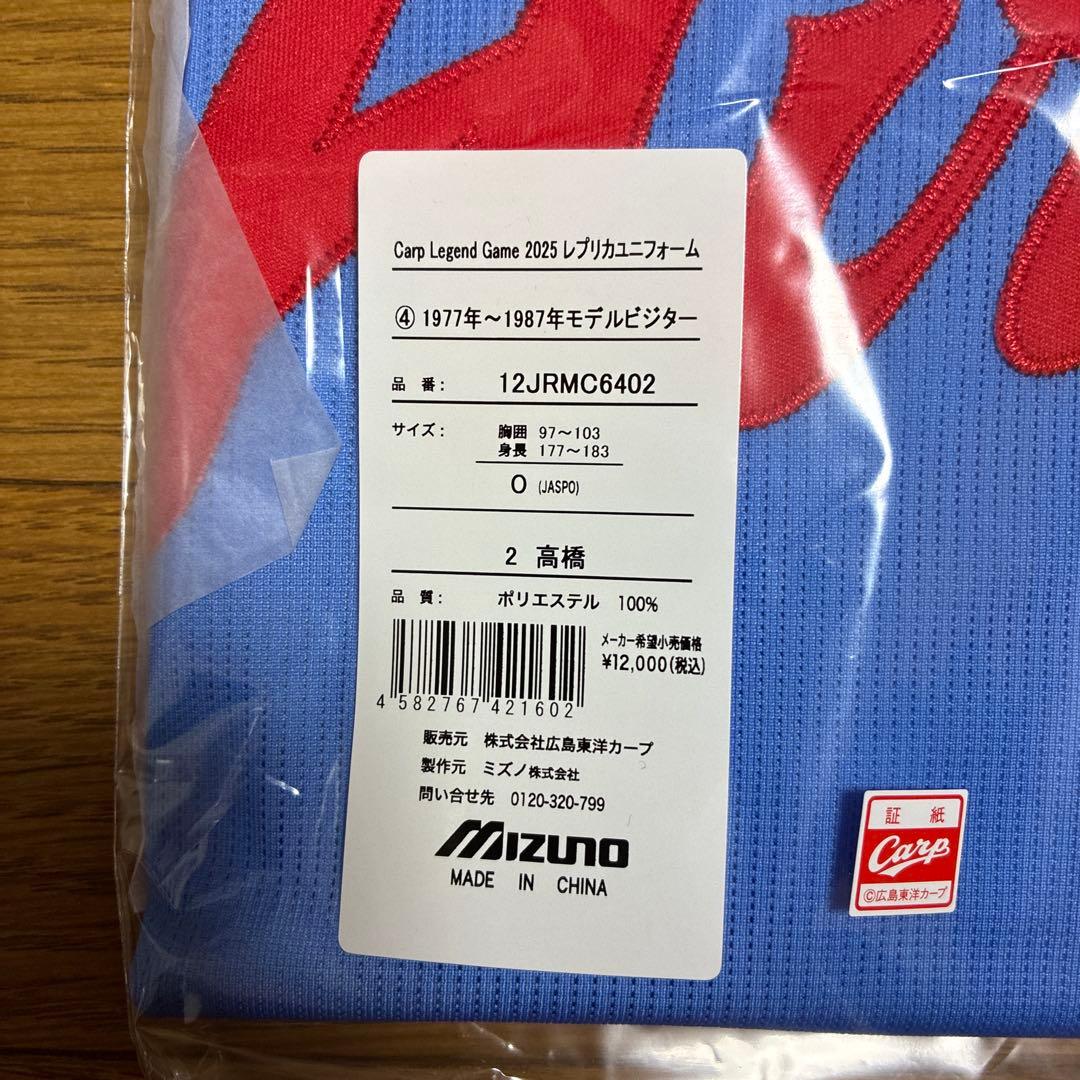 Carp Legend Game 2025 レプリカユニフォーム
④ 1977年～1987年モデルビジター
品 番： 12JRMC6402
サイズ： 胸囲 97～103
身長 177～183
O (JASPO)
2 高橋
品 質： ポリエステル 100%
メーカー希望小売価格
¥12,000(税込)
4 582767 421602
販売元 株式会社広島東洋カープ
製作元 ミズノ株式会社
問い合せ先 0120-320-799
MIZUNO
MADE IN CHINA
証 紙
Carp
©広島東洋カープ